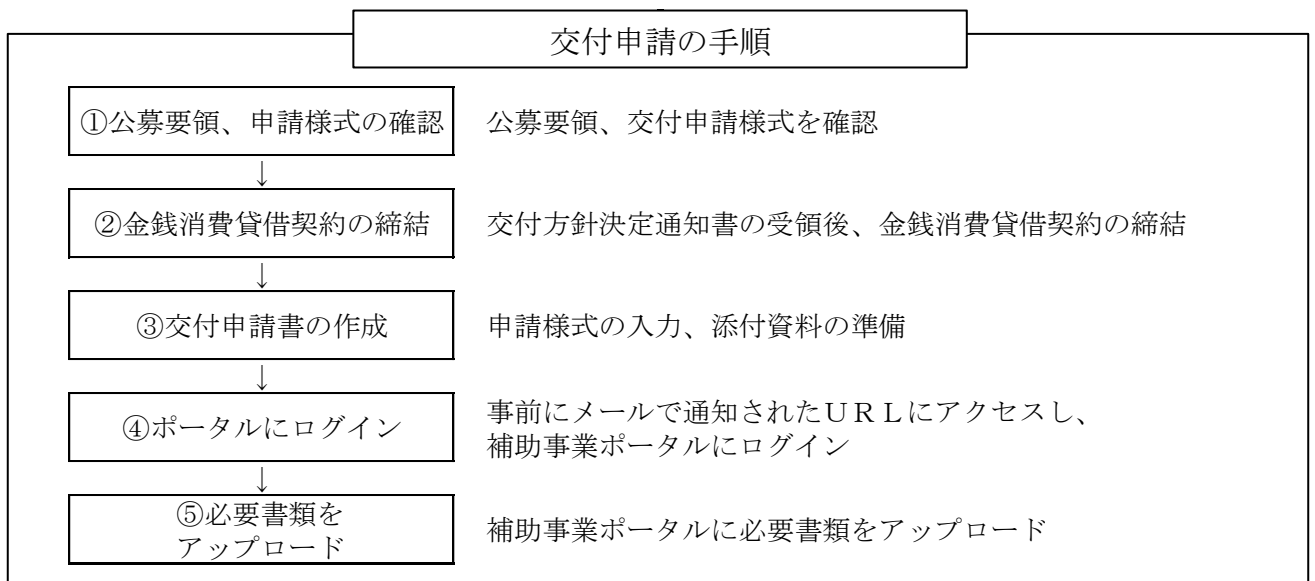 交付申請の手順
①公募要領、申請様式の確認 公募要領、交付申請様式を確認
↓
②金銭消費貸借契約の締結 交付方針決定通知書の受領後、金銭消費貸借契約の締結
↓
③交付申請書の作成 申請様式の入力、添付資料の準備
↓
④ポータルにログイン 事前にメールで通知されたＵＲＬにアクセスし、
補助事業ポータルにログイン
↓
⑤必要書類を
アップロード 補助事業ポータルに必要書類をアップロード